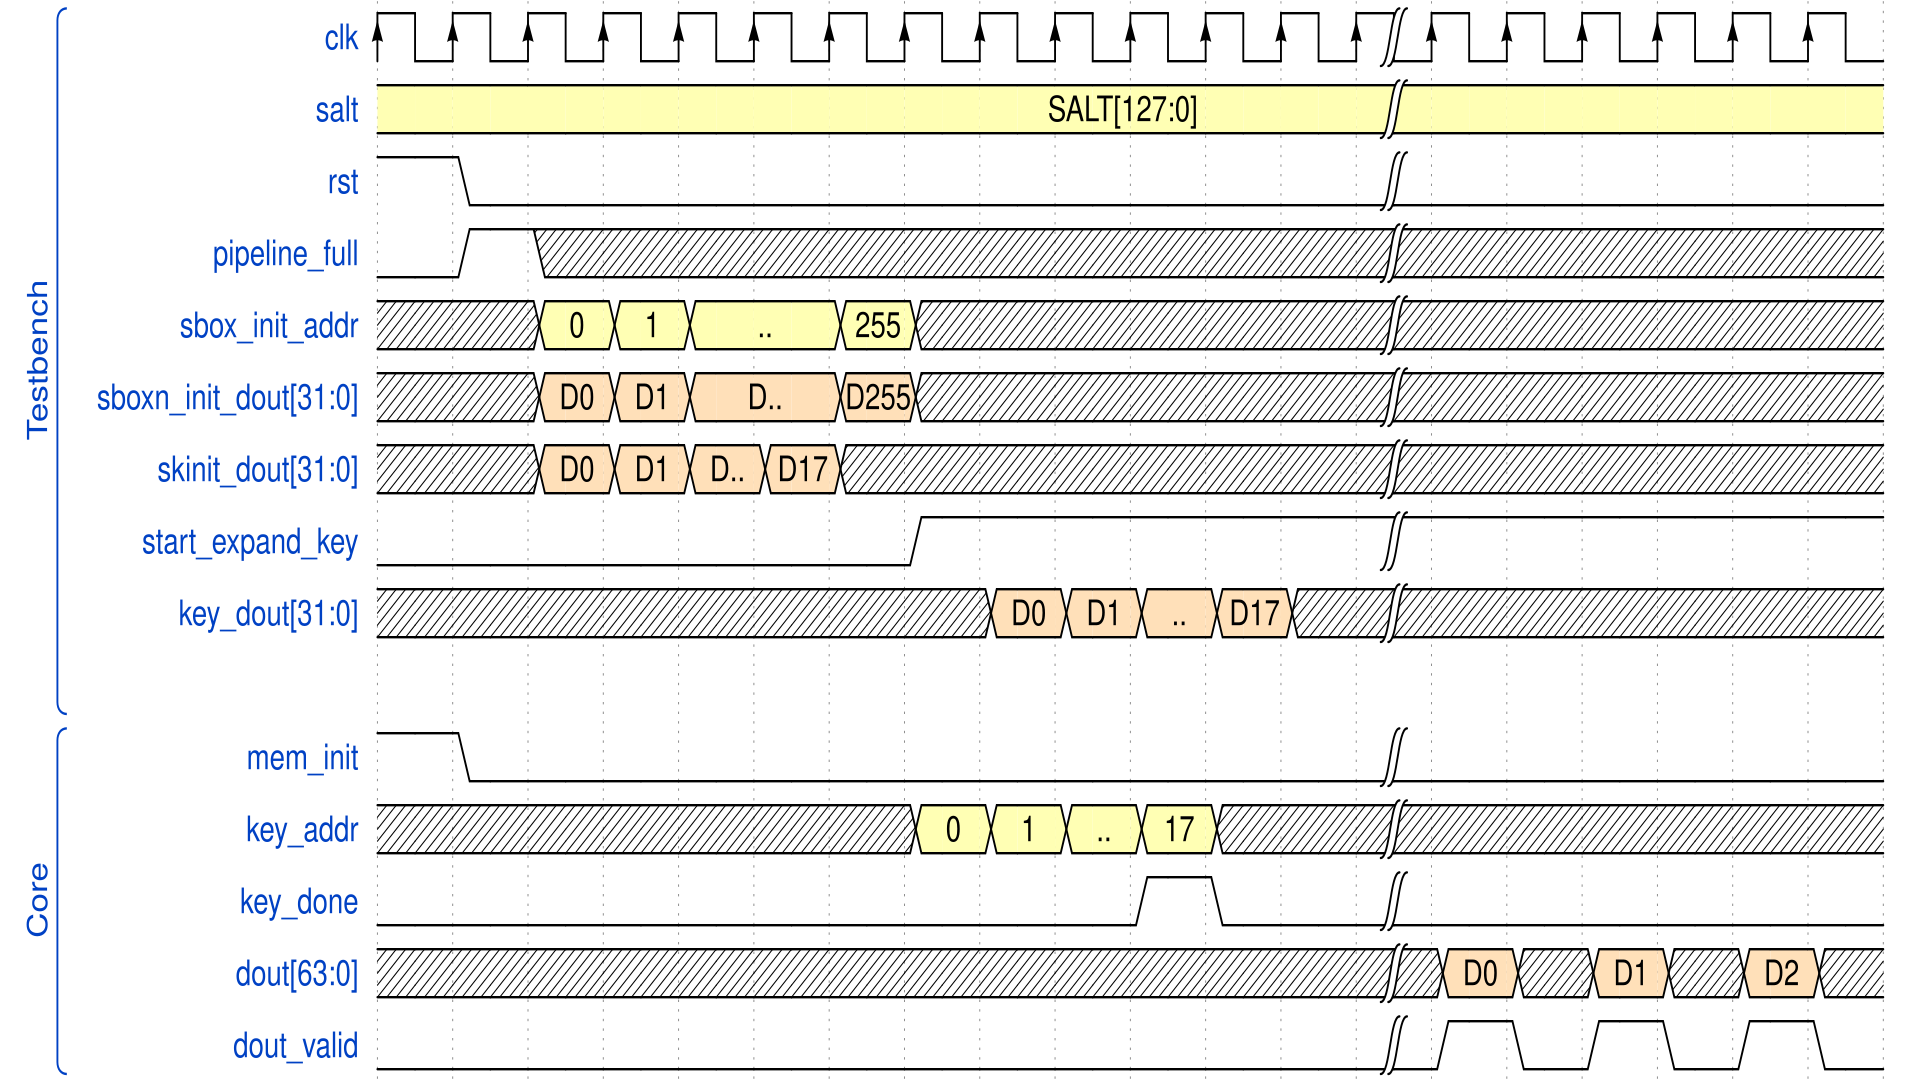 Testbench
clk
salt SALT[127:0]
rst
pipeline_full
sbox_init_addr 0 1 .. 255
sboxn_init_dout[31:0] D0 D1 D.. D255
skinit_dout[31:0] D0 D1 D.. D17
start_expand_key
key_dout[31:0] D0 D1 .. D17
Core
mem_init
key_addr 0 1 .. 17
key_done
dout[63:0] D0 D1 D2
dout_valid